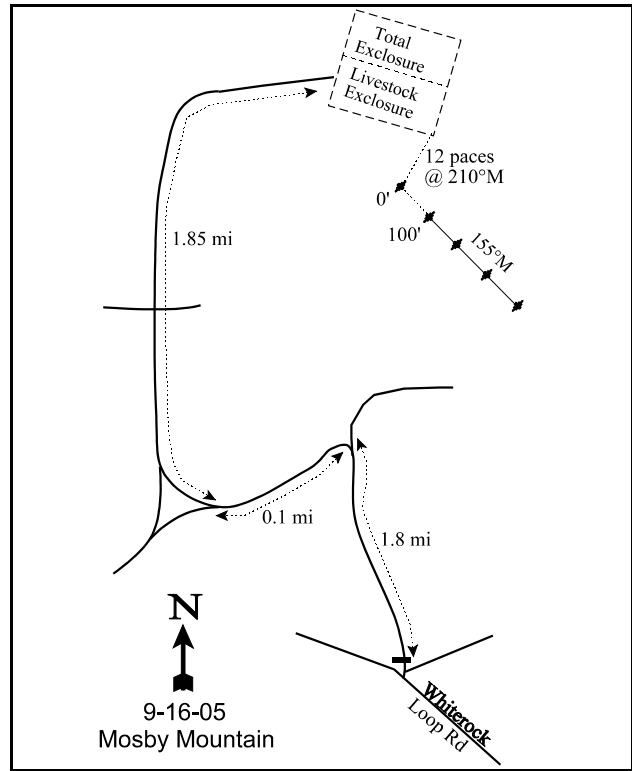 Total
Exclosure
Livestock
Exclosure
12 paces
@ 210°M
0'
100'
155°M
1.85 mi
0.1 mi
1.8 mi
N
9-16-05
Mosby Mountain
Whiterock
Loop Rd